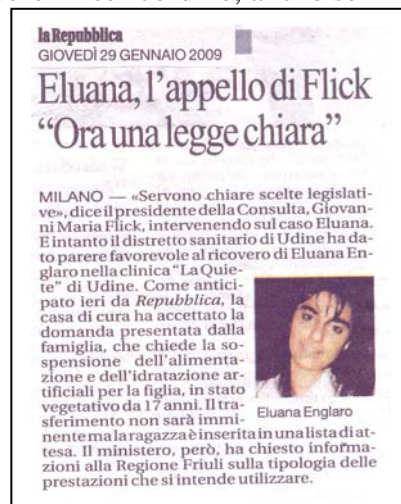 la Repubblica
GIOVEDÌ 29 GENNAIO 2009
Eluana, l'appello di Flick
“Ora una legge chiara”
MILANO — «Servono chiare scelte legislati-
ve», dice il presidente della Consulta, Giovan-
ni Maria Flick, intervenendo sul caso Eluana.
E intanto il distretto sanitario di Udine ha da-
to parere favorevole al ricovero di Eluana En-
glaro nella clinica “La Quie-
te” di Udine. Come antici-
pato ieri da Repubblica, la
casa di cura ha accettato la
domanda presentata dalla
famiglia, che chiede la so-
spensione dell'alimenta-
zione e dell'idratazione ar-
tificiali per la figlia, in stato
vegetativo da 17 anni. Il tra-
sferimento non sarà immi-
nente ma la ragazza è inserita in una lista di at-
tesa. Il ministero, però, ha chiesto informa-
zioni alla Regione Friuli sulla tipologia delle
prestazioni che si intende utilizzare.
Eluana Englaro